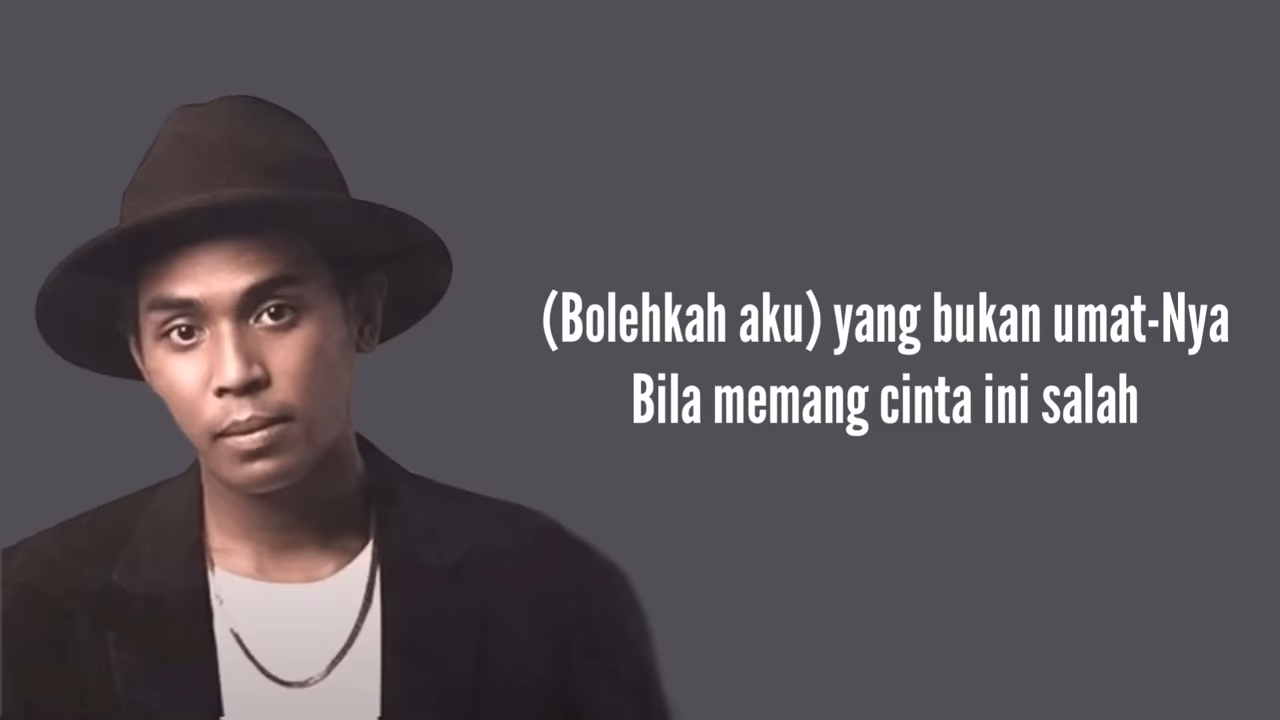 (Bolehkah aku) yang bukan umat-Nya
Bila memang cinta ini salah